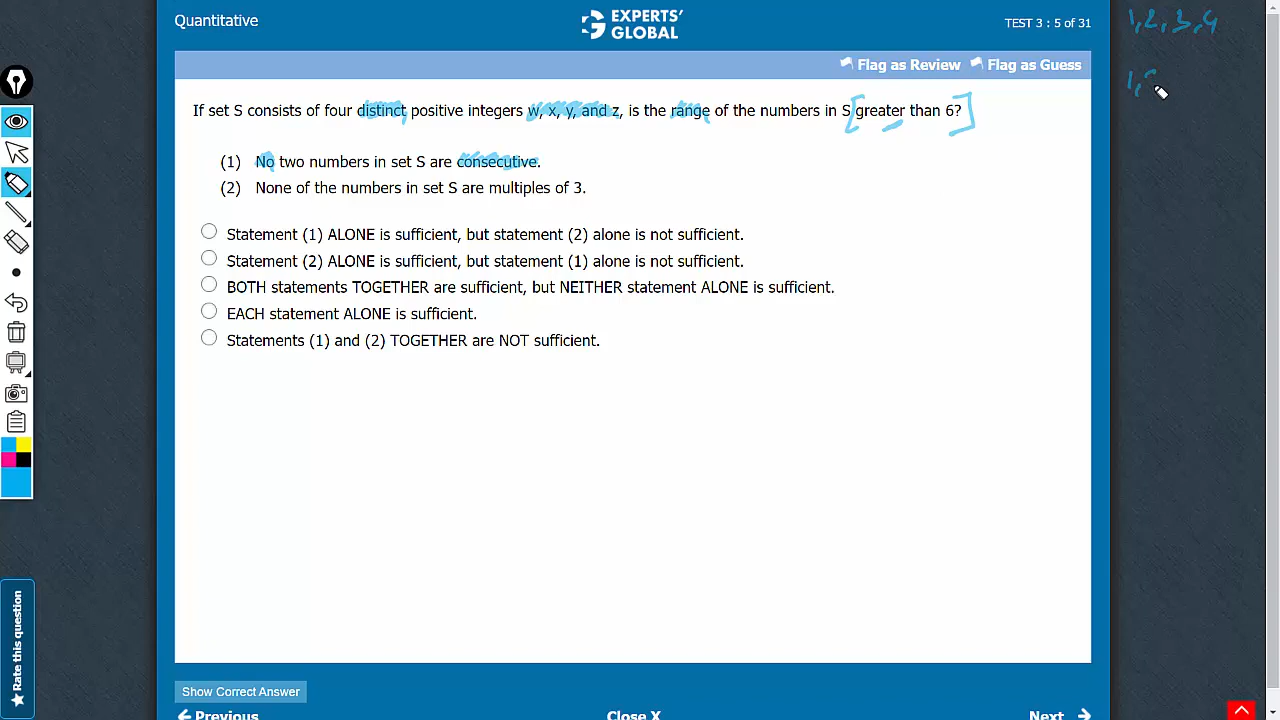 Quantitative
EXPERTS' GLOBAL
TEST 3 : 5 of 31
1, 2, 3, 4
Flag as Review
Flag as Guess
1,
If set S consists of four distinct positive integers w, x, y, and z, is the range of the numbers in S greater than 6?
(1) No two numbers in set S are consecutive.
(2) None of the numbers in set S are multiples of 3.
Statement (1) ALONE is sufficient, but statement (2) alone is not sufficient.
Statement (2) ALONE is sufficient, but statement (1) alone is not sufficient.
BOTH statements TOGETHER are sufficient, but NEITHER statement ALONE is sufficient.
EACH statement ALONE is sufficient.
Statements (1) and (2) TOGETHER are NOT sufficient.
Rate this question
Show Correct Answer
Previous
Close X
Next